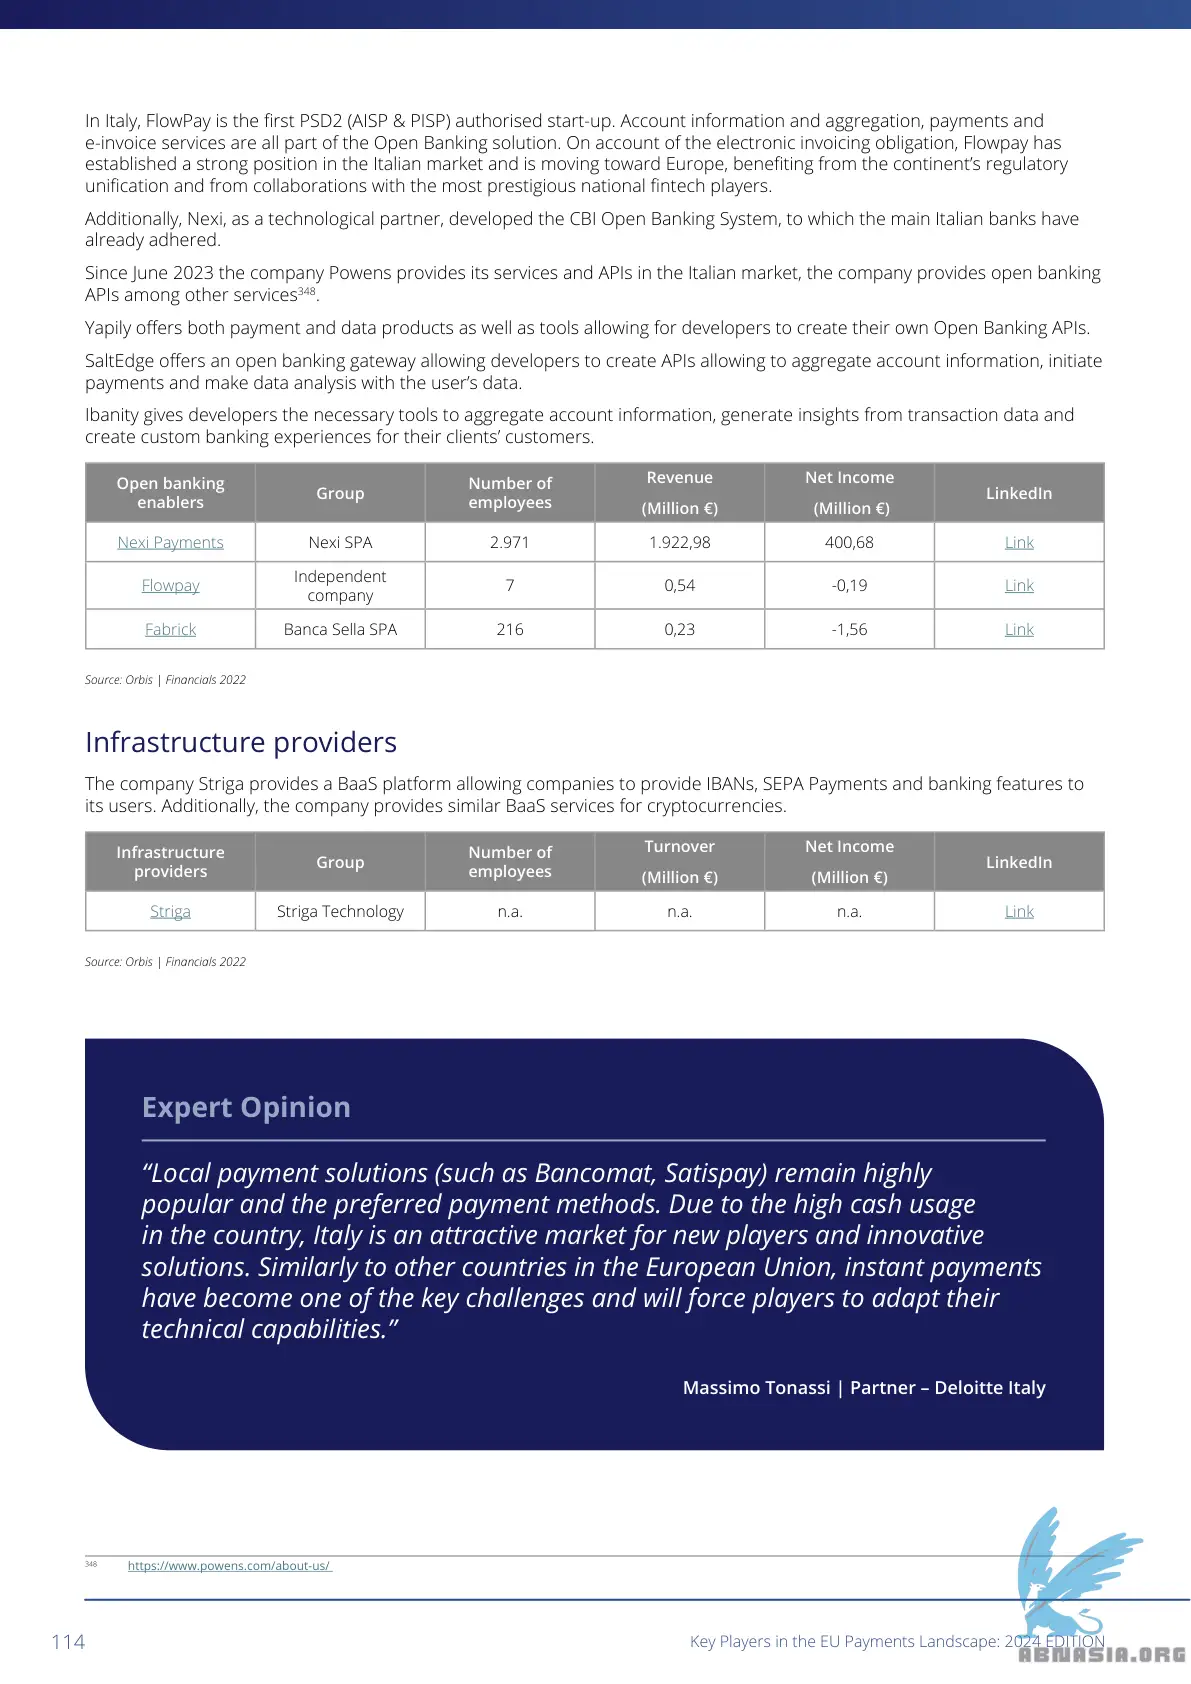 In Italy, FlowPay is the first PSD2 (AISP & PISP) authorised start-up. Account information and aggregation, payments and
e-invoice services are all part of the Open Banking solution. On account of the electronic invoicing obligation, Flowpay has
established a strong position in the Italian market and is moving toward Europe, benefiting from the continent’s regulatory
unification and from collaborations with the most prestigious national fintech players.
Additionally, Nexi, as a technological partner, developed the CBI Open Banking System, to which the main Italian banks have
already adhered.
Since June 2023 the company Powens provides its services and APIs in the Italian market, the company provides open banking
APIs among other services348.
Yapily offers both payment and data products as well as tools allowing for developers to create their own Open Banking APIs.
SaltEdge offers an open banking gateway allowing developers to create APIs allowing to aggregate account information, initiate
payments and make data analysis with the user’s data.
Ibanity gives developers the necessary tools to aggregate account information, generate insights from transaction data and
create custom banking experiences for their clients’ customers.
Open banking enablers Group Number of employees Revenue (Million €) Net Income (Million €) LinkedIn
Nexi Payments Nexi SPA 2.971 1.922,98 400,68 Link
Flowpay Independent company 7 0,54 -0,19 Link
Fabrick Banca Sella SPA 216 0,23 -1,56 Link
Source: Orbis | Financials 2022
Infrastructure providers
The company Striga provides a BaaS platform allowing companies to provide IBANs, SEPA Payments and banking features to
its users. Additionally, the company provides similar BaaS services for cryptocurrencies.
Infrastructure providers Group Number of employees Turnover (Million €) Net Income (Million €) LinkedIn
Striga Striga Technology n.a. n.a. n.a. Link
Source: Orbis | Financials 2022
Expert Opinion
“Local payment solutions (such as Bancomat, Satispay) remain highly
popular and the preferred payment methods. Due to the high cash usage
in the country, Italy is an attractive market for new players and innovative
solutions. Similarly to other countries in the European Union, instant payments
have become one of the key challenges and will force players to adapt their
technical capabilities.”
Massimo Tonassi | Partner – Deloitte Italy
348 https://www.powens.com/about-us/
114 Key Players in the EU Payments Landscape: 2024 EDITION
ABNASIA.ORG